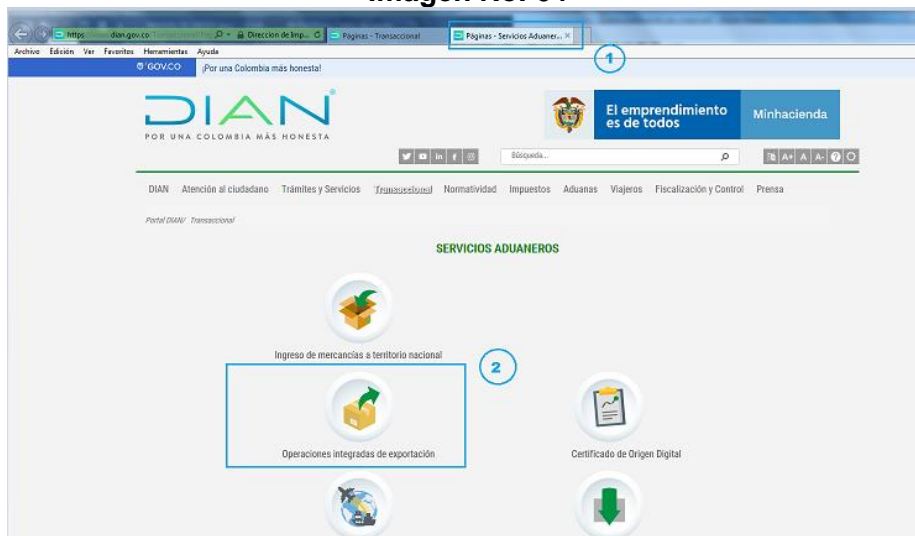 Imagen No. 04
https dian.gov.co Direccion de Imp... Páginas - Transaccional Páginas - Servicios Aduaner... ×
1
Archivo Edición Ver Favoritos Herramientas Ayuda
GOV.CO ¡Por una Colombia más honesta!
DIAN
POR UNA COLOMBIA MÁS HONESTA
El emprendimiento
es de todos
Minhacienda
Búsqueda...
A+ A A-
DIAN Atención al ciudadano Trámites y Servicios Transaccional Normatividad Impuestos Aduanas Viajeros Fiscalización y Control Prensa
Portal DIAN/ Transaccional
SERVICIOS ADUANEROS
Ingreso de mercancías a territorio nacional
2
Operaciones integradas de exportación
Certificado de Origen Digital